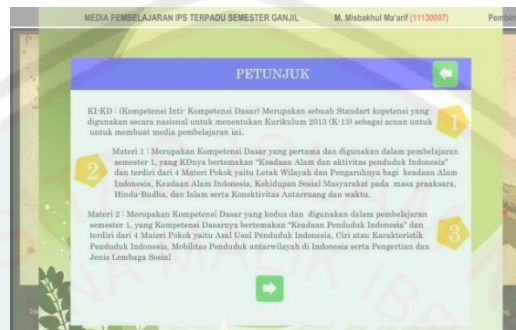 MEDIA PEMBELAJARAN IPS TERPADU SEMESTER GANJIL M. Misbakhul Ma'arif (11130007)
PETUNJUK
KI-KD : (Kompetensi Inti- Kompetensi Dasar) Merupakan sebuah Standart kopetensi yang
digunakan secara nasional untuk menentukan Kurikulum 2013 (K-13) sebagai acuan untuk
untuk membuat media pembelajaran ini.
1
Materi 1 : Merupakan Kompetensi Dasar yang pertama dan digunakan dalam pembelajaran
semester 1, yang KDnya bertemakan "Keadaan Alam dan aktivitas penduduk Indonesia"
dan terdiri dari 4 Materi Pokok yaitu Letak Wilayah dan Pengaruhnya bagi keadaan Alam
Indonesia, Keadaan Alam Indonesia, Kehidupan Sosial Masyarakat pada masa praaksara,
Hindu-Budha, dan Islam serta Konektivitas Antarruang dan waktu.
2
Materi 2 : Merupakan Kompetensi Dasar yang kedua dan digunakan dalam pembelajaran
semester 1, yang Kompetensi Dasarnya bertemakan "Keadaan Penduduk Indonesia" dan
terdiri dari 4 Materi Pokok yaitu Asal Usul Penduduk Indonesia, Ciri atau Karakteristik
Penduduk Indonesia, Mobilitas Penduduk antarwilayah di Indonesia serta Pengertian dan
Jenis Lembaga Sosial
3